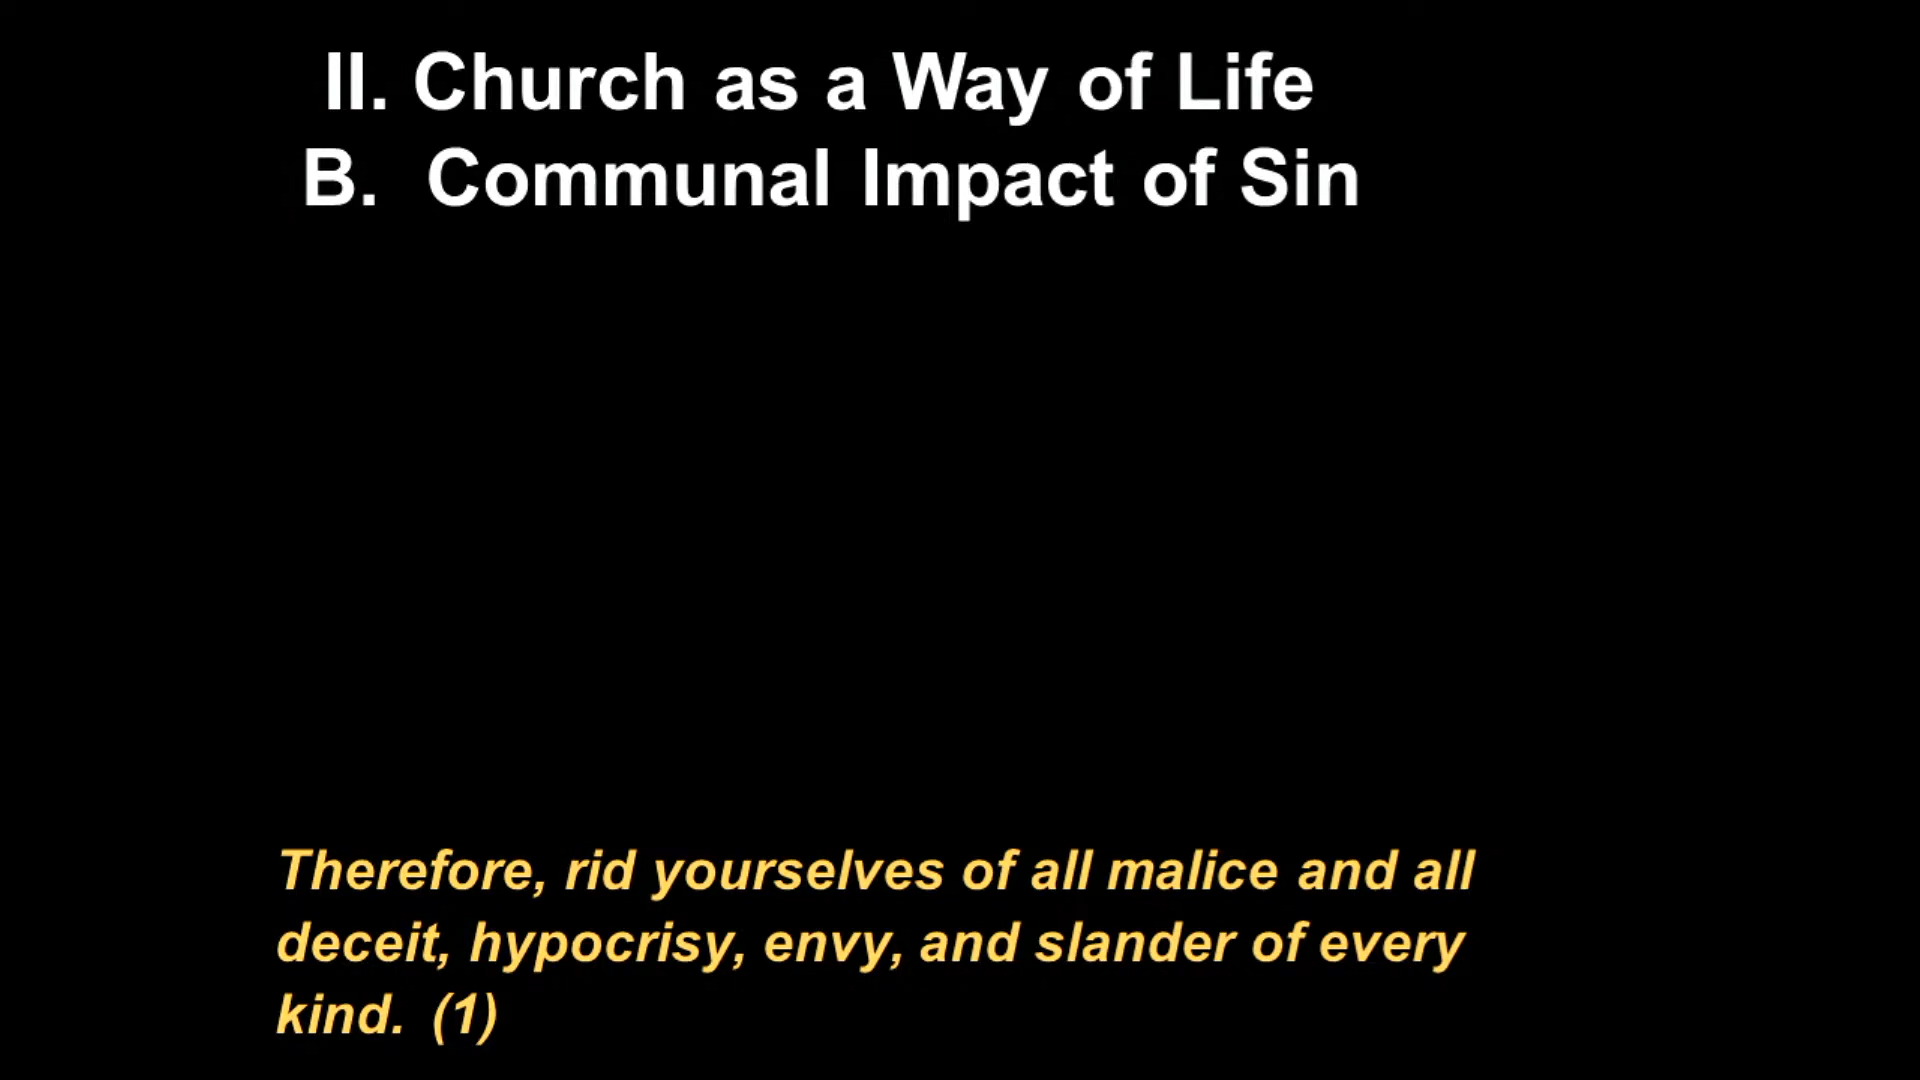 II. Church as a Way of Life
B. Communal Impact of Sin
Therefore, rid yourselves of all malice and all
deceit, hypocrisy, envy, and slander of every
kind. (1)